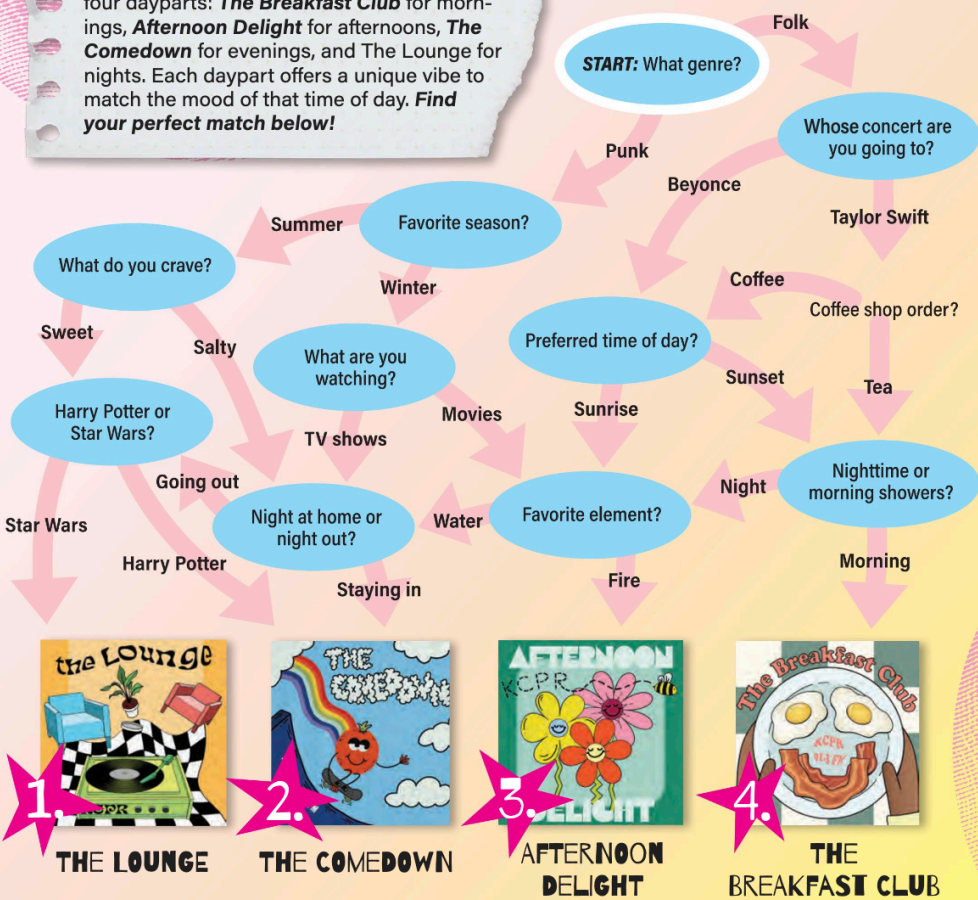 four dayparts: The Breakfast Club for morn-
ings, Afternoon Delight for afternoons, The
Comedown for evenings, and The Lounge for
nights. Each daypart offers a unique vibe to
match the mood of that time of day. Find
your perfect match below!
START: What genre?
Folk
Punk
Whose concert are
you going to?
Beyonce
Taylor Swift
Favorite season?
Summer
Winter
What do you crave?
Sweet
Salty
Coffee
Coffee shop order?
Tea
What are you
watching?
TV shows
Movies
Preferred time of day?
Sunrise
Sunset
Harry Potter or
Star Wars?
Going out
Star Wars
Harry Potter
Night at home or
night out?
Staying in
Water
Favorite element?
Fire
Night
Nighttime or
morning showers?
Morning
the Lounge
KCPR
1.
THE LOUNGE
THE
COMEDOWN
2.
THE COMEDOWN
AFTERNOON
KCPR
DELIGHT
3.
AFTERNOON
DELIGHT
The Breakfast Club
KCPR
91.3 FM
4.
THE
BREAKFAST CLUB